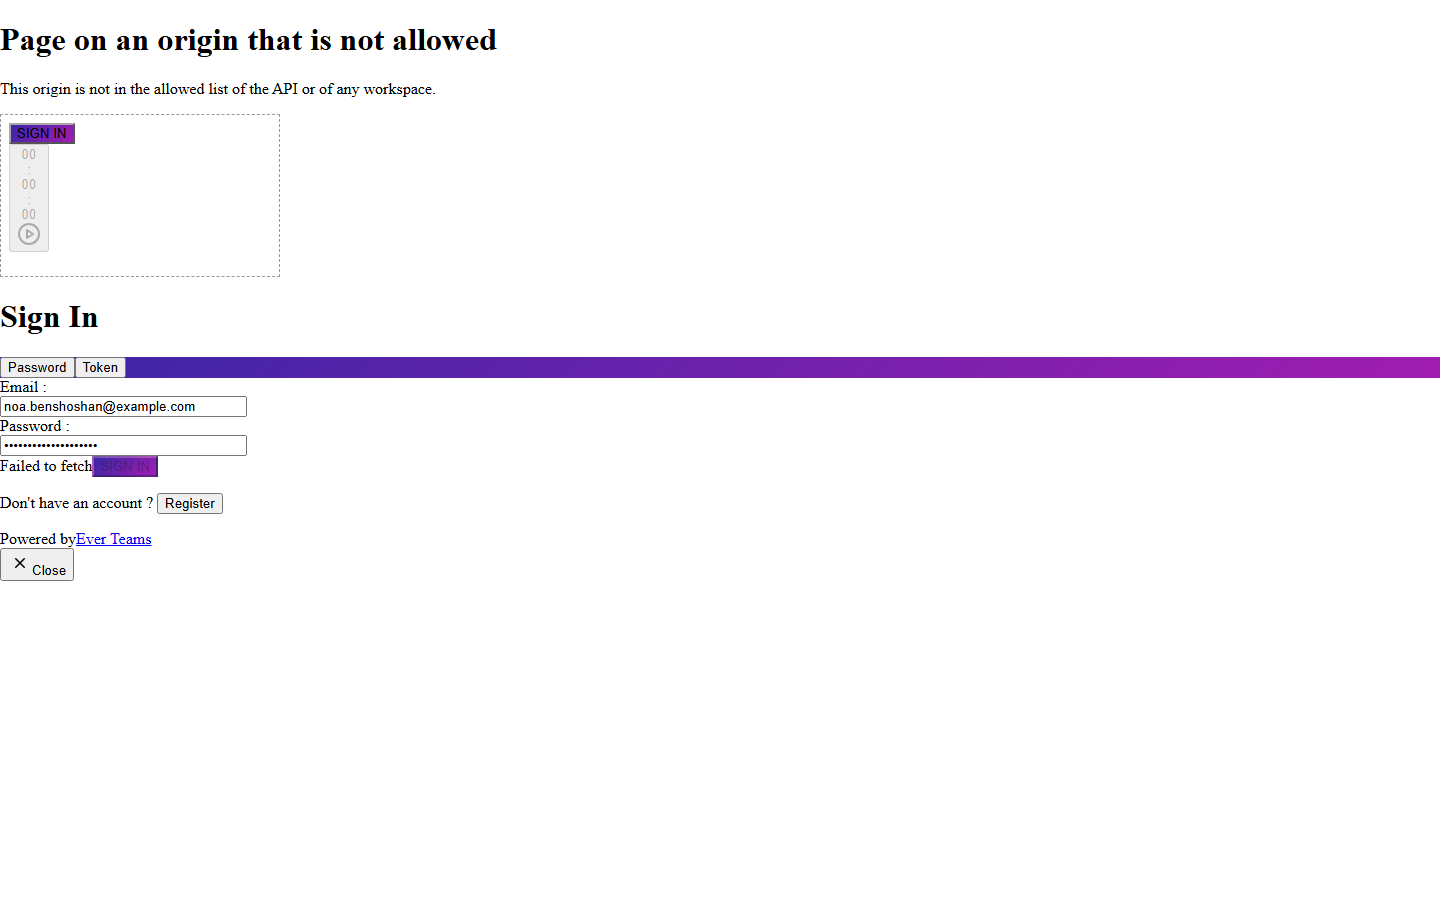 Page on an origin that is not allowed
This origin is not in the allowed list of the API or of any workspace.
SIGN IN
00
:
00
:
00
Sign In
Password Token
Email :
noa.benshoshan@example.com
Password :
••••••••••••••••••••
Failed to fetch SIGN IN
Don't have an account ? Register
Powered by Ever Teams
Close